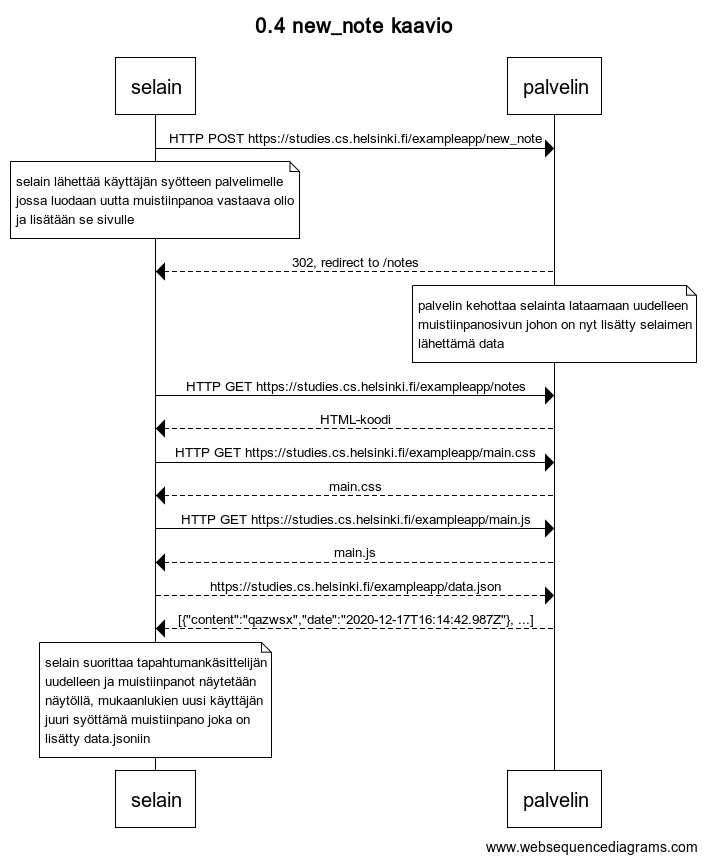 0.4 new_note kaavio
selain
palvelin
HTTP POST https://studies.cs.helsinki.fi/exampleapp/new_note
selain lähettää käyttäjän syötteen palvelimelle
jossa luodaan uutta muistiinpanoa vastaava olio
ja lisätään se sivulle
302, redirect to /notes
palvelin kehottaa selainta lataamaan uudelleen
muistiinpanosivun johon on nyt lisätty selaimen
lähettämä data
HTTP GET https://studies.cs.helsinki.fi/exampleapp/notes
HTML-koodi
HTTP GET https://studies.cs.helsinki.fi/exampleapp/main.css
main.css
HTTP GET https://studies.cs.helsinki.fi/exampleapp/main.js
main.js
https://studies.cs.helsinki.fi/exampleapp/data.json
[{"content":"qazwsx","date":"2020-12-17T16:14:42.987Z"}, ...]
selain suorittaa tapahtumankäsittelijän
uudelleen ja muistiinpanot näytetään
näytöllä, mukaanlukien uusi käyttäjän
juuri syöttämä muistiinpano joka on
lisätty data.jsoniin
selain
palvelin
www.websequencediagrams.com